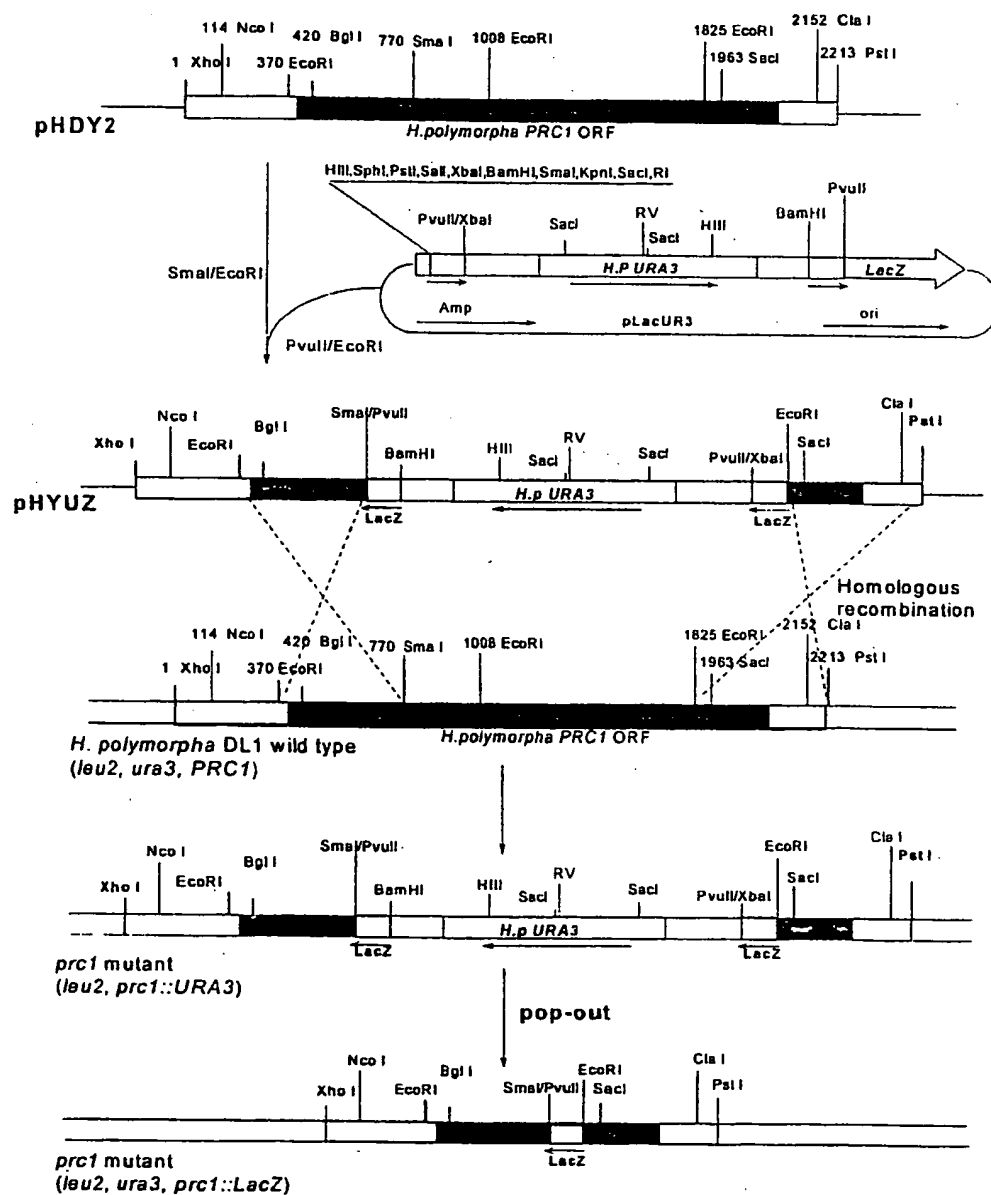 2152 Cla I
114 Nco I
420 Bgl I
770 Sma I
1008 EcoRI
1825 EcoRI
2213 Pst I
1 Xho I
370 EcoRI
1963 SacI
pHDY2
H.polymorpha PRC1 ORF
HIII,SphI,PstI,SalI,XbaI,BamHI,SmaI,KpnI,SacI,RI
PvuII
PvuII/XbaI
SacI
RV
SacI
HIII
BamHI
SmaI/EcoRI
H.P URA3
LacZ
Amp
pLacUR3
ori
PvuII/EcoRI
Nco I
SmaI/PvuII
EcoRI
Cla I
Xho I
EcoRI
Bgl I
BamHI
HIII
SacI
RV
SacI
PvuII/XbaI
SacI
Pst I
pHYUZ
H.p URA3
LacZ
LacZ
Homologous
recombination
2152 Cla I
114 Nco I
420 Bgl I
770 Sma I
1008 EcoRI
1825 EcoRI
2213 Pst I
1 Xho I
370 EcoRI
1963 SacI
H.polymorpha PRC1 ORF
H. polymorpha DL1 wild type
(leu2, ura3, PRC1)
Nco I
SmaI/PvuII
EcoRI
Cla I
Xho I
EcoRI
Bgl I
BamHI
HIII
SacI
RV
SacI
PvuII/XbaI
SacI
Pst I
H.p URA3
LacZ
LacZ
prc1 mutant
(leu2, prc1::URA3)
pop-out
Nco I
Xho I
EcoRI
Bgl I
SmaI/PvuII
EcoRI
SacI
Cla I
Pst I
LacZ
prc1 mutant
(leu2, ura3, prc1::LacZ)